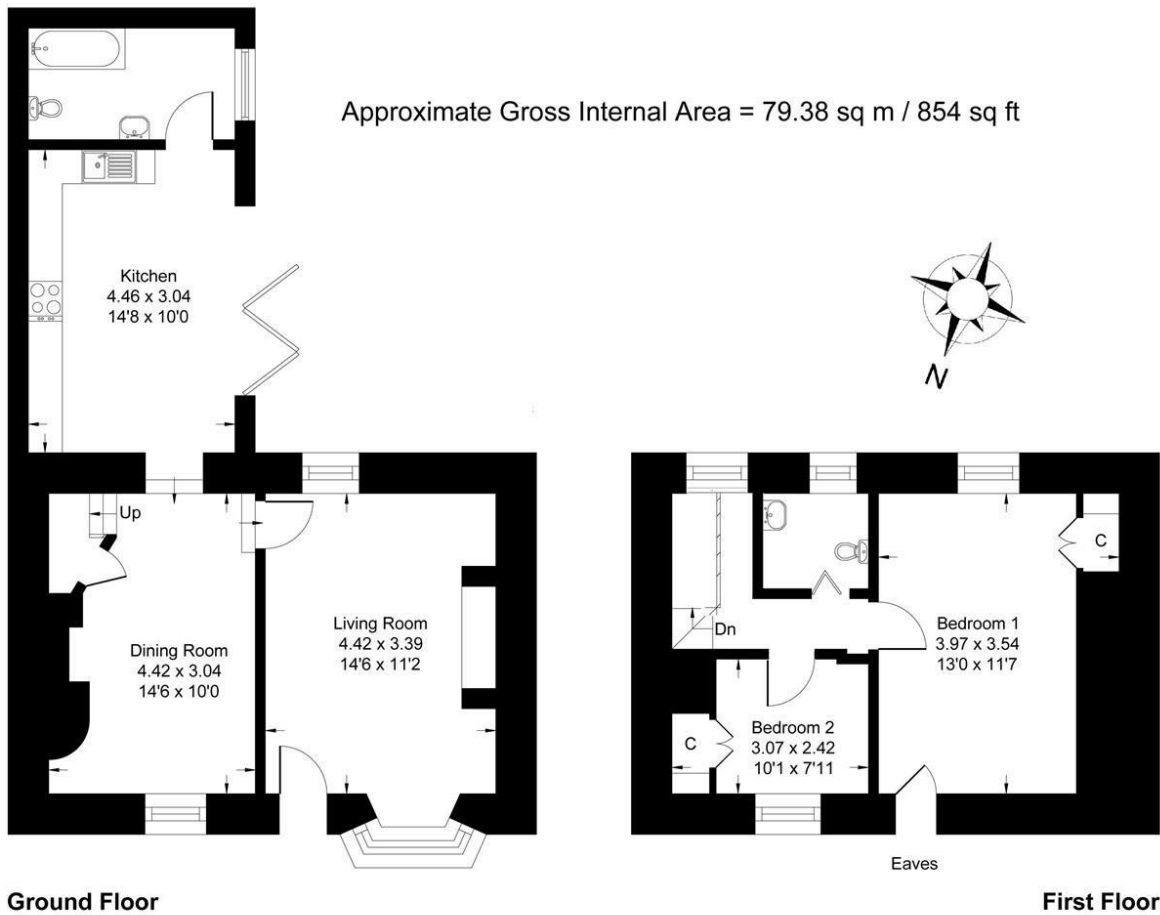 Approximate Gross Internal Area = 79.38 sq m / 854 sq ft
Kitchen
4.46 x 3.04
14'8 x 10'0
N
Up
Dining Room
4.42 x 3.04
14'6 x 10'0
Living Room
4.42 x 3.39
14'6 x 11'2
Dn
C
Bedroom 1
3.97 x 3.54
13'0 x 11'7
C
Bedroom 2
3.07 x 2.42
10'1 x 7'11
Eaves
Ground Floor
First Floor